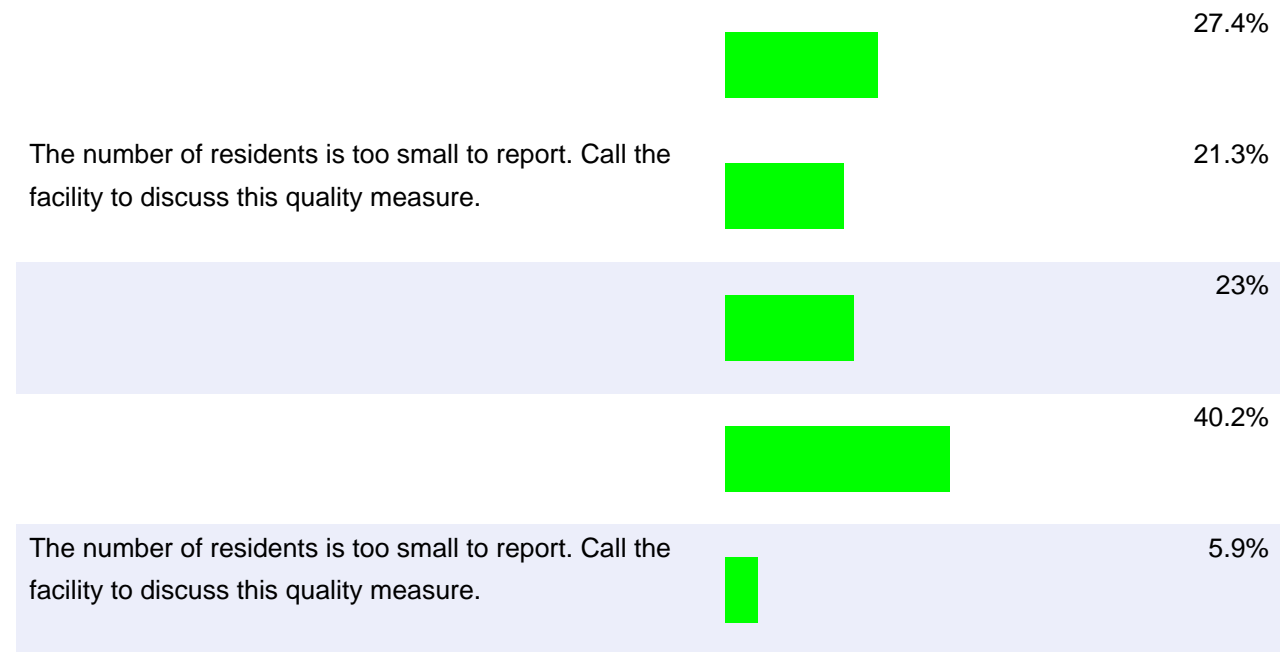 27.4%
The number of residents is too small to report. Call the 21.3%
facility to discuss this quality measure.
23%
40.2%
The number of residents is too small to report. Call the 5.9%
facility to discuss this quality measure.